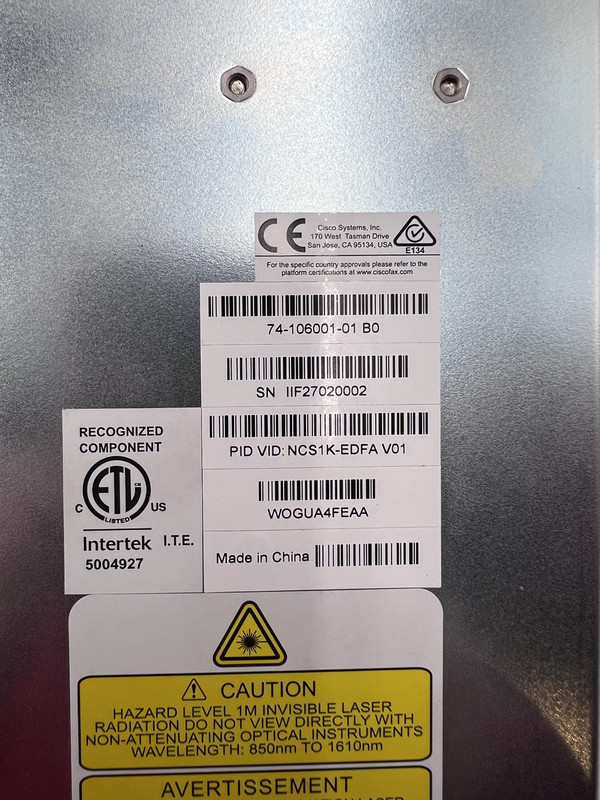 CE
Cisco Systems, Inc.
170 West Tasman Drive
San Jose, CA 95134, USA
E134
For the specific country approvals please refer to the
platform certifications at www.ciscofax.com
74-106001-01 B0
SN IIF27020002
PID VID: NCS1K-EDFA V01
WOGUA4FEAA
Made in China
RECOGNIZED
COMPONENT
ETL
CM
LISTED
C US
Intertek I.T.E.
5004927
CAUTION
HAZARD LEVEL 1M INVISIBLE LASER
RADIATION DO NOT VIEW DIRECTLY WITH
NON-ATTENUATING OPTICAL INSTRUMENTS
WAVELENGTH: 850nm TO 1610nm
AVERTISSEMENT